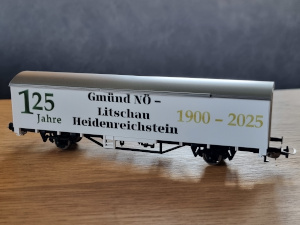 125
Jahre
Gmünd NÖ –
Litschau
Heidenreichstein
1900 – 2025